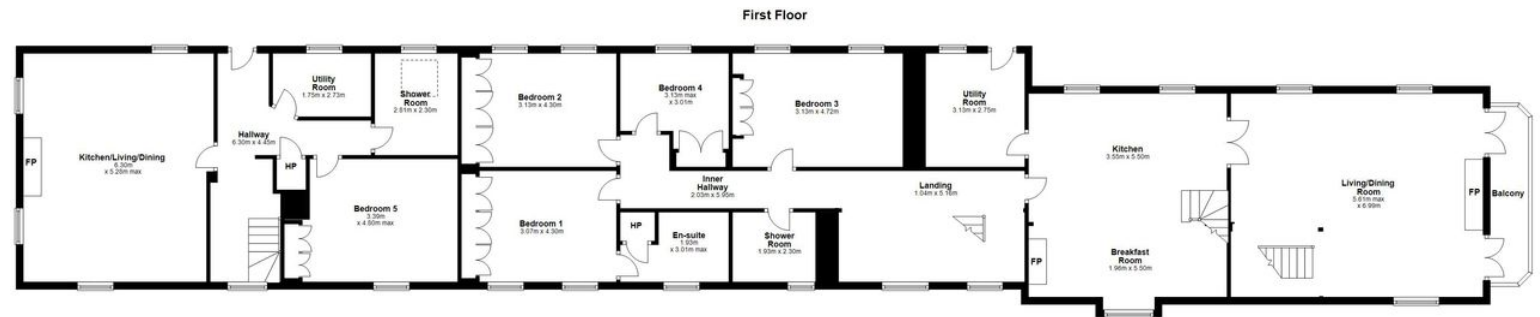 First Floor
Kitchen/Living/Dining
6.30m
x 5.28m max
FP
Hallway
6.30m x 4.45m
Utility
Room
1.75m x 2.73m
Shower
Room
2.81m x 2.30m
HP
Bedroom 5
3.39m
x 4.60m max
Bedroom 2
3.13m x 4.30m
Bedroom 1
3.07m x 4.30m
Bedroom 4
3.13m max
x 3.01m
Bedroom 3
3.13m x 4.72m
Inner
Hallway
2.03m x 5.95m
HP
En-suite
1.93m
x 3.01m max
Shower
Room
1.93m x 2.30m
Landing
1.04m x 5.16m
Utility
Room
3.13m x 2.75m
Kitchen
3.55m x 5.50m
FP
Breakfast
Room
1.96m x 5.50m
Living/Dining
Room
5.61m max
x 6.99m
FP
Balcony